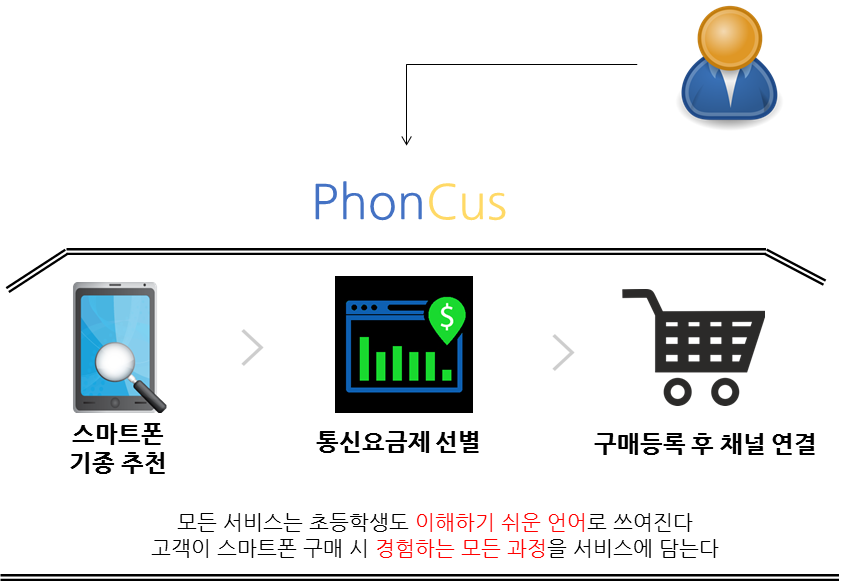 PhonCus
$
스마트폰
기종 추천
통신요금제 선별
구매등록 후 채널 연결
모든 서비스는 초등학생도 이해하기 쉬운 언어로 쓰여진다
고객이 스마트폰 구매 시 경험하는 모든 과정을 서비스에 담는다